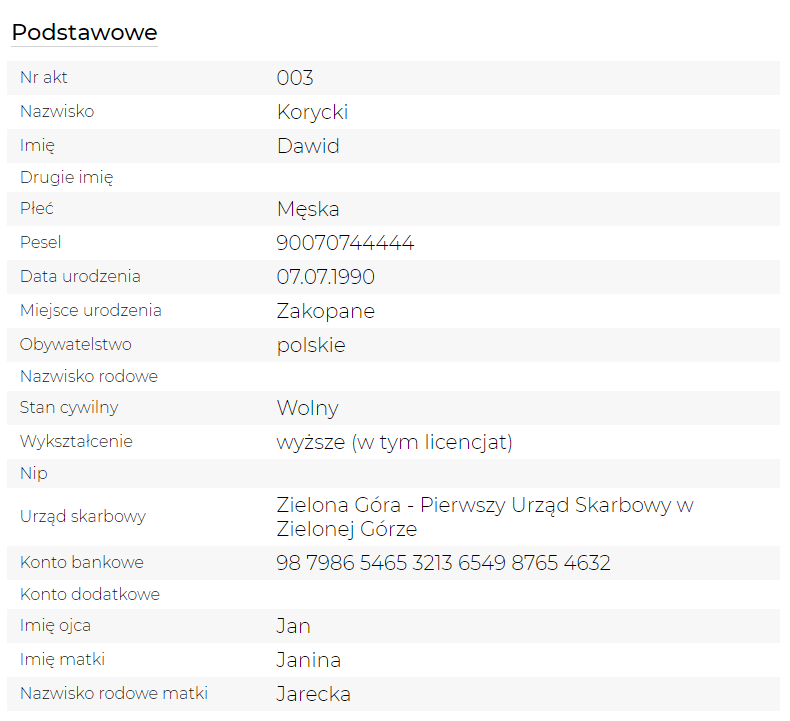 Podstawowe
Nr akt 003
Nazwisko Korycki
Imię Dawid
Drugie imię
Płeć Męska
Pesel 90070744444
Data urodzenia 07.07.1990
Miejsce urodzenia Zakopane
Obywatelstwo polskie
Nazwisko rodowe
Stan cywilny Wolny
Wykształcenie wyższe (w tym licencjat)
Nip
Urząd skarbowy Zielona Góra - Pierwszy Urząd Skarbowy w
Zielonej Górze
Konto bankowe 98 7986 5465 3213 6549 8765 4632
Konto dodatkowe
Imię ojca Jan
Imię matki Janina
Nazwisko rodowe matki Jarecka